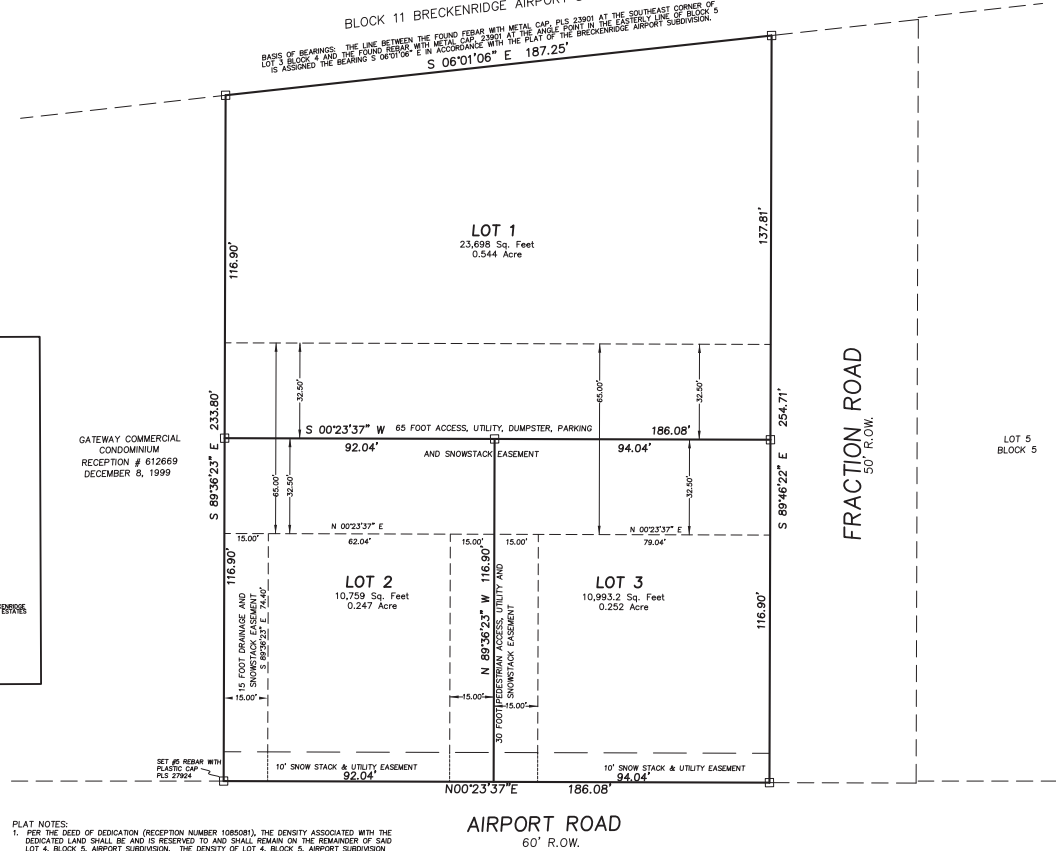 BLOCK 11 BRECKENRIDGE AIRPORT
BASIS OF BEARINGS: THE LINE BETWEEN THE FOUND FEBAR WITH METAL CAP, PLS 23901 AT THE SOUTHEAST CORNER OF
LOT 3 BLOCK 4 AND THE FOUND REBAR WITH METAL CAP, 23901 AT THE ANGLE POINT IN THE EASTERLY LINE OF BLOCK 5
IS ASSIGNED THE BEARING S 06°01'06" E IN ACCORDANCE WITH THE PLAT OF THE BRECKENRIDGE AIRPORT SUBDIVISION.
S 06°01'06" E 187.25'
LOT 1
23,698 Sq. Feet
0.544 Acre
116.90'
137.81'
32.50'
65.00'
65.00'
32.50'
S 89°36'23" E 233.80'
254.71'
S 89°46'22" E
FRACTION ROAD
50' R.O.W.
LOT 5
BLOCK 5
GATEWAY COMMERCIAL
CONDOMINIUM
RECEPTION # 612669
DECEMBER 8, 1999
S 00°23'37" W 65 FOOT ACCESS, UTILITY, DUMPSTER, PARKING 186.08'
92.04' AND SNOWSTACK EASEMENT 94.04'
65.00'
32.50'
32.50'
N 00°23'37" E
N 00°23'37" E
15.00' 62.04' 15.00' 15.00' 79.04'
116.90'
LOT 2
10,759 Sq. Feet
0.247 Acre
LOT 3
10,993.2 Sq. Feet
0.252 Acre
N 89°36'23" W 116.90'
116.90'
15 FOOT DRAINAGE AND
SNOWSTACK EASEMENT
S 89°36'23" E 74.40'
30 FOOT PEDESTRIAN ACCESS, UTILITY AND
SNOWSTACK EASEMENT
15.00'
15.00'
15.00'
ESTATES
SET #5 REBAR WITH
PLASTIC CAP
PLS 27924
10' SNOW STACK & UTILITY EASEMENT
10' SNOW STACK & UTILITY EASEMENT
92.04'
94.04'
N00°23'37"E 186.08'
AIRPORT ROAD
60' R.O.W.
PLAT NOTES:
1. PER THE DEED OF DEDICATION (RECEPTION NUMBER 1085081), THE DENSITY ASSOCIATED WITH THE
DEDICATED LAND SHALL BE AND IS RESERVED TO AND SHALL REMAIN ON THE REMAINDER OF SAID
LOT 4, BLOCK 5, AIRPORT SUBDIVISION. THE DENSITY OF LOT 4, BLOCK 5, AIRPORT SUBDIVISION